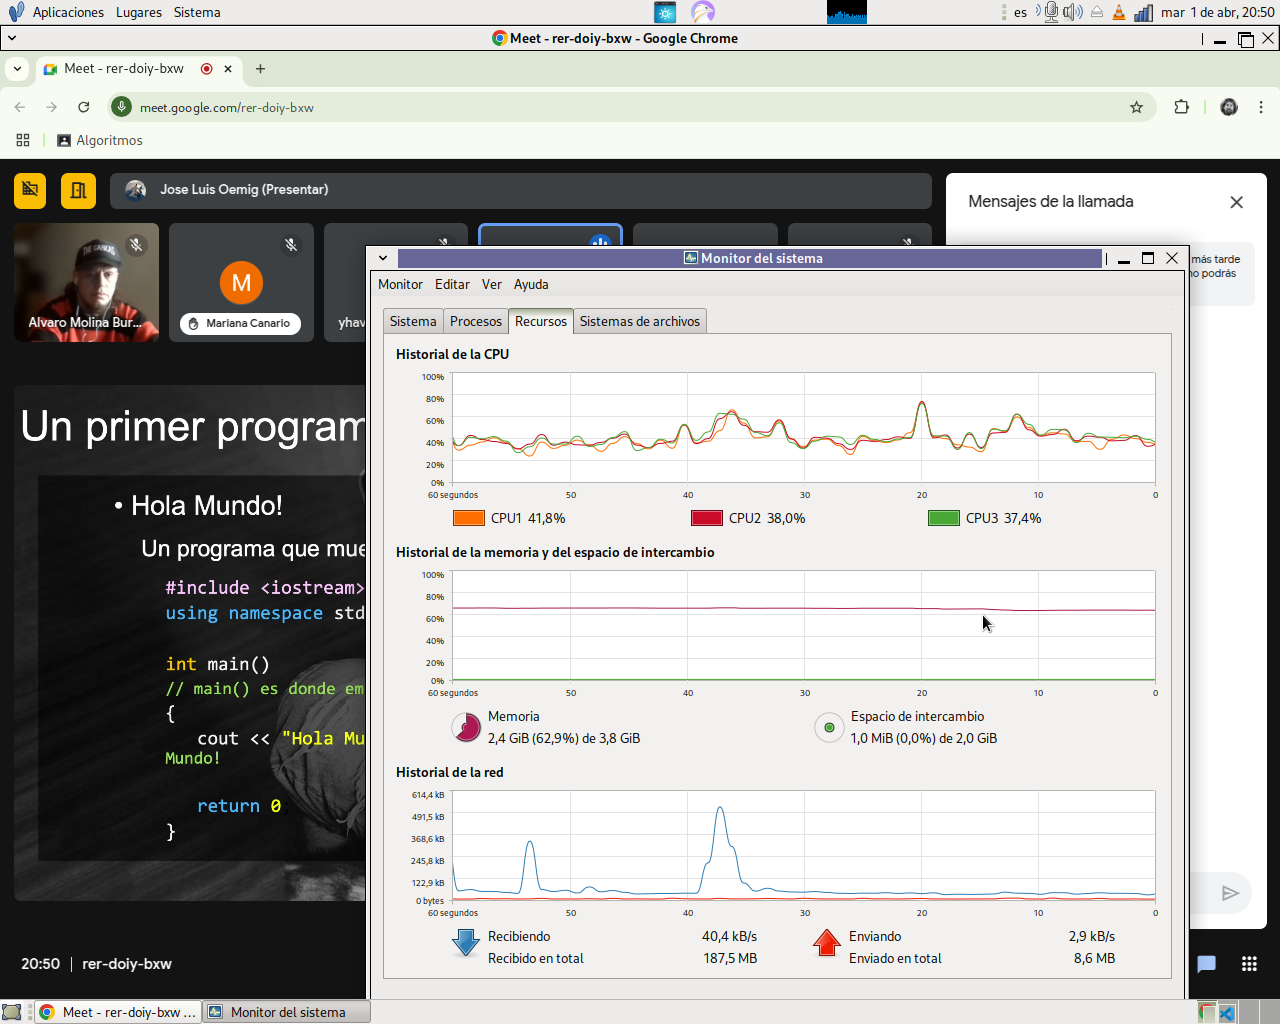 Aplicaciones Lugares Sistema
es
mar 1 de abr, 20:50
Meet - rer-doiy-bxw - Google Chrome
Meet - rer-doiy-bxw
meet.google.com/rer-doiy-bxw
Algoritmos
Jose Luis Oemig (Presentar)
Mensajes de la llamada
más tarde
no podrás
THE GAMING
Alvaro Molina Bur...
M
Mariana Canario
yhav
Monitor del sistema
Monitor Editar Ver Ayuda
Sistema Procesos Recursos Sistemas de archivos
Historial de la CPU
100%
80%
60%
40%
20%
0%
60 segundos 50 40 30 20 10 0
CPU1 41,8% CPU2 38,0% CPU3 37,4%
Historial de la memoria y del espacio de intercambio
100%
80%
60%
40%
20%
0%
60 segundos 50 40 30 20 10 0
Memoria
2,4 GiB (62,9%) de 3,8 GiB
Espacio de intercambio
1,0 MiB (0,0%) de 2,0 GiB
Historial de la red
614,4 kB
491,5 kB
368,6 kB
245,8 kB
122,9 kB
0 bytes
60 segundos 50 40 30 20 10 0
Recibiendo 40,4 kB/s
Recibido en total 187,5 MB
Enviando 2,9 kB/s
Enviado en total 8,6 MB
Un primer program
• Hola Mundo!
Un programa que mue
#include <iostream>
using namespace std
int main()
// main() es donde em
{
cout << "Hola Mu
Mundo!
return 0
}
20:50 | rer-doiy-bxw
Meet - rer-doiy-bxw ...
Monitor del sistema